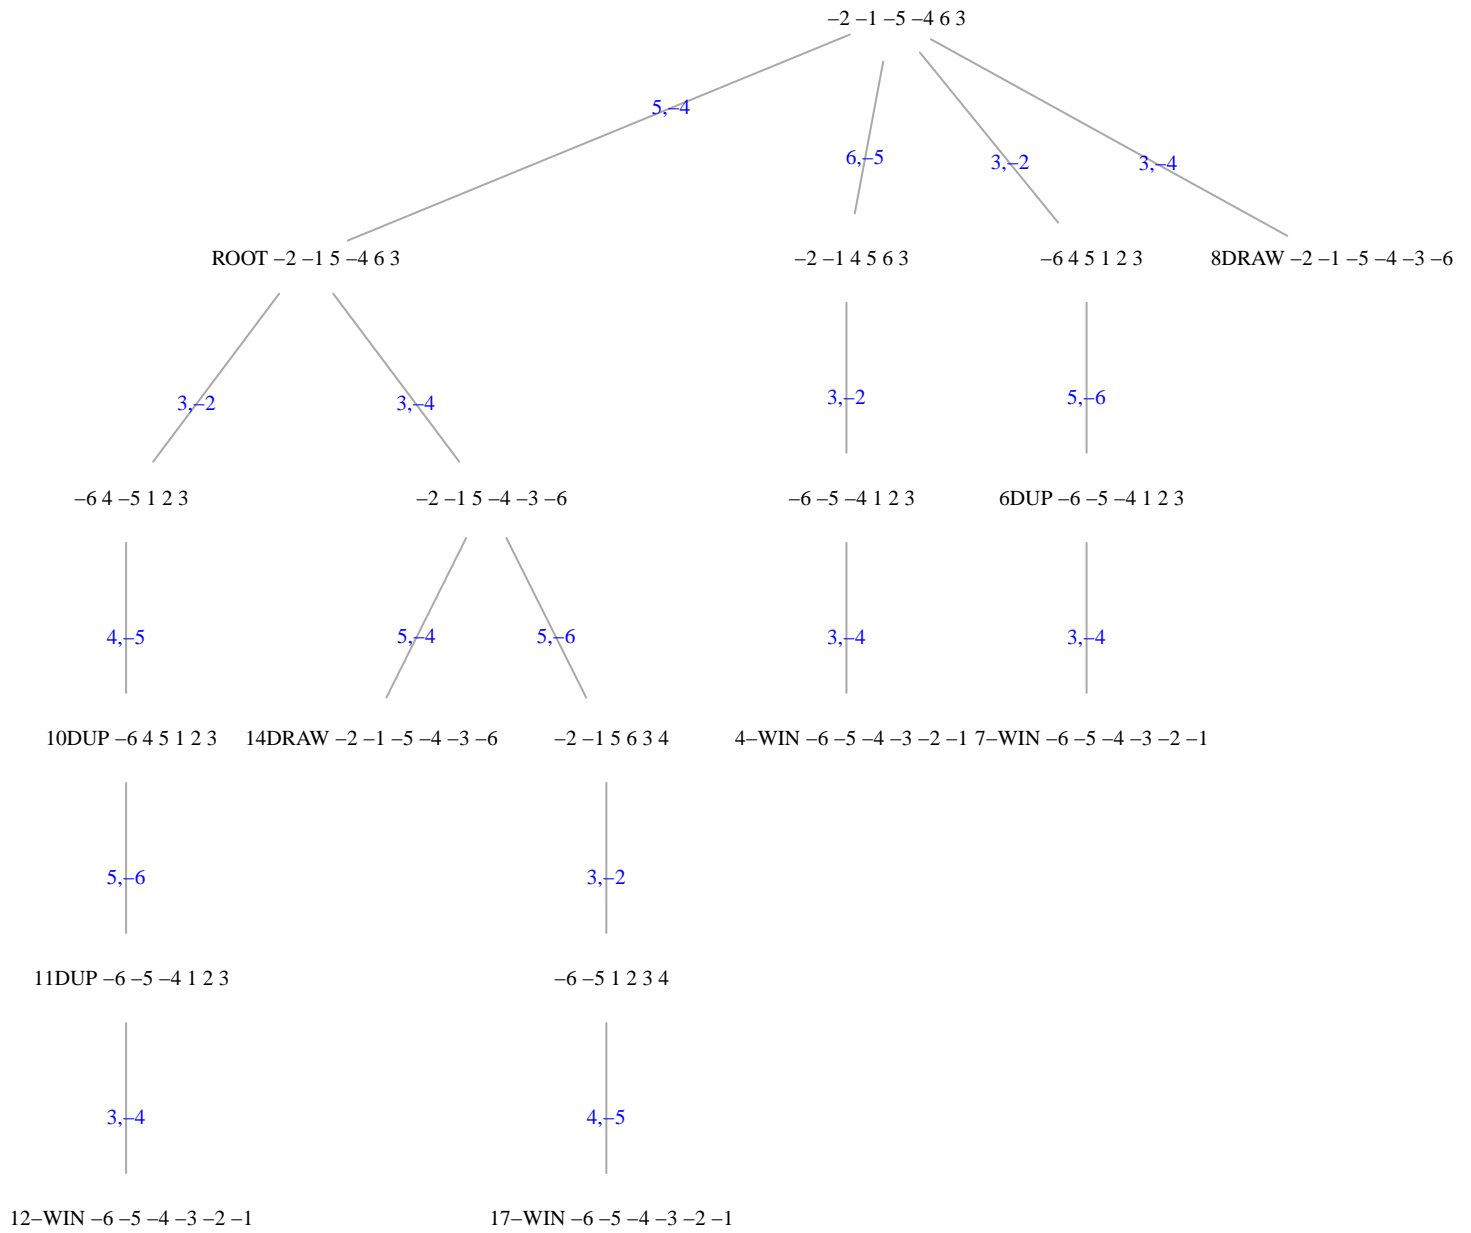 –2 –1 –5 –4 6 3
5,–4
6,–5
3,–2
3,–4
ROOT –2 –1 5 –4 6 3
–2 –1 4 5 6 3
–6 4 5 1 2 3
8DRAW –2 –1 –5 –4 –3 –6
3,–2
3,–4
3,–2
5,–6
–6 4 –5 1 2 3
–2 –1 5 –4 –3 –6
–6 –5 –4 1 2 3
6DUP –6 –5 –4 1 2 3
4,–5
5,–4
5,–6
3,–4
3,–4
10DUP –6 4 5 1 2 3
14DRAW –2 –1 –5 –4 –3 –6
–2 –1 5 6 3 4
4–WIN –6 –5 –4 –3 –2 –1
7–WIN –6 –5 –4 –3 –2 –1
5,–6
3,–2
11DUP –6 –5 –4 1 2 3
–6 –5 1 2 3 4
3,–4
4,–5
12–WIN –6 –5 –4 –3 –2 –1
17–WIN –6 –5 –4 –3 –2 –1